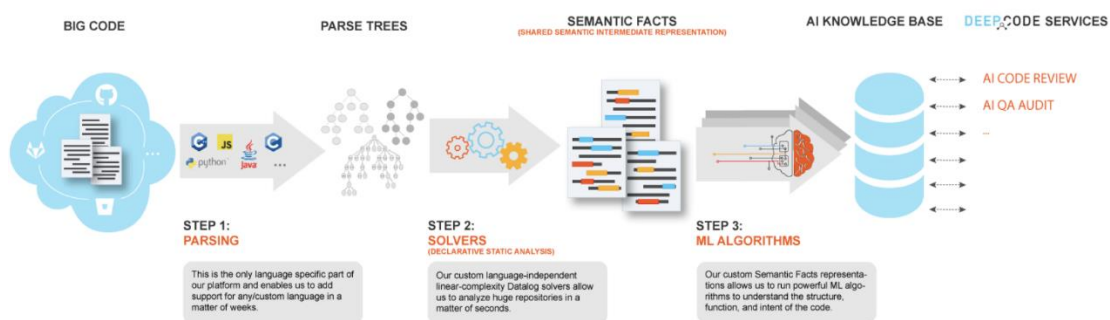 BIG CODE
PARSE TREES
SEMANTIC FACTS
(SHARED SEMANTIC INTERMEDIATE REPRESENTATION)
AI KNOWLEDGE BASE
DEEPCODE SERVICES
C++
JS
C
python
Java
...
...
AI CODE REVIEW
AI QA AUDIT
...
STEP 1:
PARSING
This is the only language specific part
of our platform and enables us to add
support for any/custom language in a
matter of weeks.
STEP 2:
SOLVERS
(DECLARATIVE STATIC ANALYSIS)
Our custom language-independent
linear-complexity Datalog solvers allow
us to analyze huge repositories in a
matter of seconds.
STEP 3:
ML ALGORITHMS
Our custom Semantic Facts representa-
tions allows us to run powerful ML algo-
rithms to understand the structure,
function, and intent of the code.